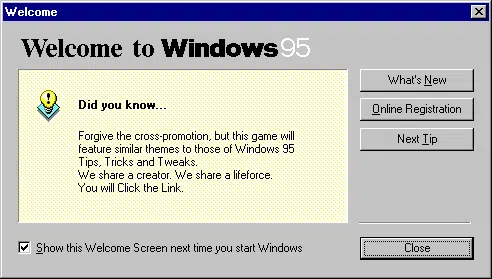 Welcome
Welcome to Windows95
What's New
Did you know...
Online Registration
Next Tip
Forgive the cross-promotion, but this game will
feature similar themes to those of Windows 95
Tips, Tricks and Tweaks.
We share a creator. We share a lifeforce.
You will Click the Link.
Show this Welcome Screen next time you start Windows
Close